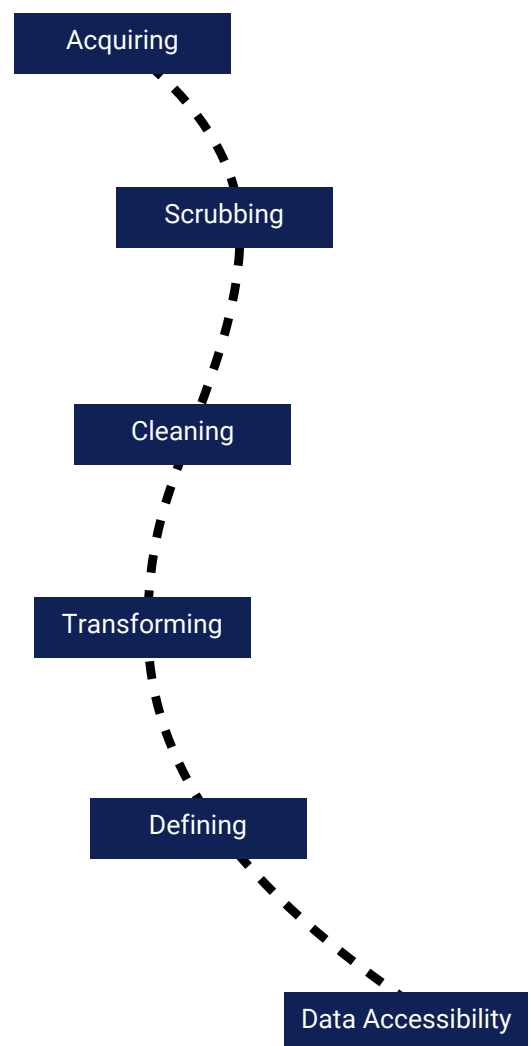 Acquiring
Scrubbing
Cleaning
Transforming
Defining
Data Accessibility